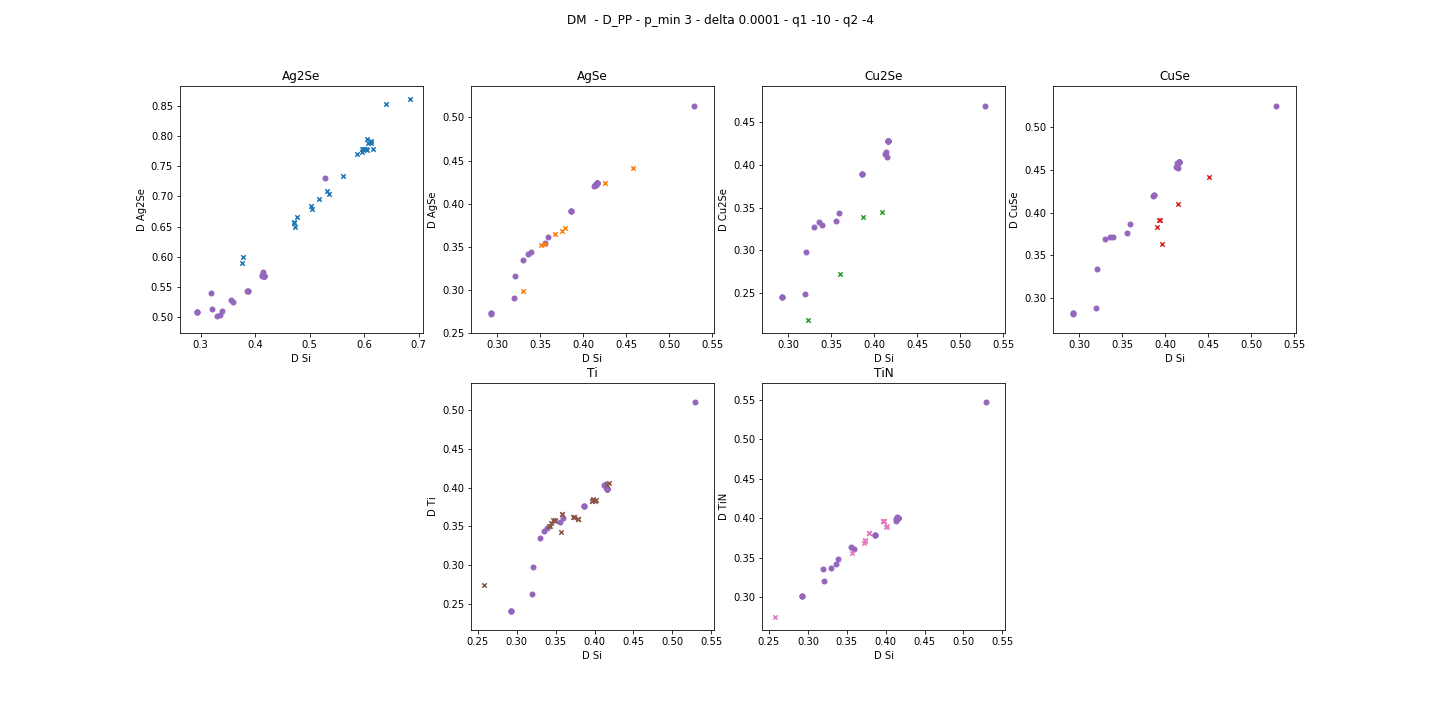 DM  - D_PP - p_min 3 - delta 0.0001 - q1 -10 - q2 -4
Ag2Se
AgSe
Cu2Se
CuSe
D Ag2Se
0.85
0.80
0.75
0.70
0.65
0.60
0.55
0.50
0.3 0.4 0.5 0.6 0.7
D Si
D AgSe
0.50
0.45
0.40
0.35
0.30
0.25
0.30 0.35 0.40 0.45 0.50 0.55
D Si
D Cu2Se
0.45
0.40
0.35
0.30
0.25
0.30 0.35 0.40 0.45 0.50 0.55
D Si
D CuSe
0.50
0.45
0.40
0.35
0.30
0.30 0.35 0.40 0.45 0.50 0.55
D Si
Ti
TiN
D Ti
0.50
0.45
0.40
0.35
0.30
0.25
0.25 0.30 0.35 0.40 0.45 0.50 0.55
D Si
D TiN
0.55
0.50
0.45
0.40
0.35
0.30
0.25 0.30 0.35 0.40 0.45 0.50 0.55
D Si